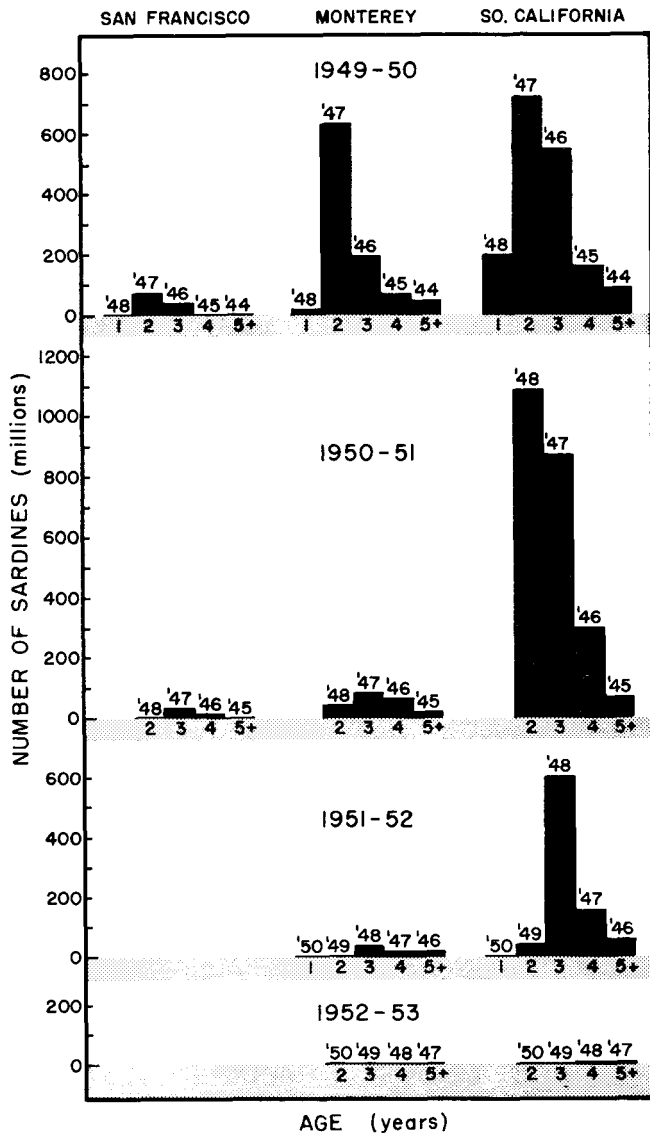 SAN FRANCISCO MONTEREY SO. CALIFORNIA
1949-50
800
600
400
200
0
'48 '47 '46 '45 '44
1 2 3 4 5+
'48 '47 '46 '45 '44
1 2 3 4 5+
'48 '47 '46 '45 '44
1 2 3 4 5+
NUMBER OF SARDINES (millions)
1950-51
1200
1000
800
600
400
200
0
'48 '47 '46 '45
2 3 4 5+
'48 '47 '46 '45
2 3 4 5+
'48 '47 '46 '45
2 3 4 5+
1951-52
600
400
200
0
'50 '49 '48 '47 '46
1 2 3 4 5+
'50 '49 '48 '47 '46
1 2 3 4 5+
1952-53
200
0
'50 '49 '48 '47
2 3 4 5+
'50 '49 '48 '47
2 3 4 5+
AGE (years)